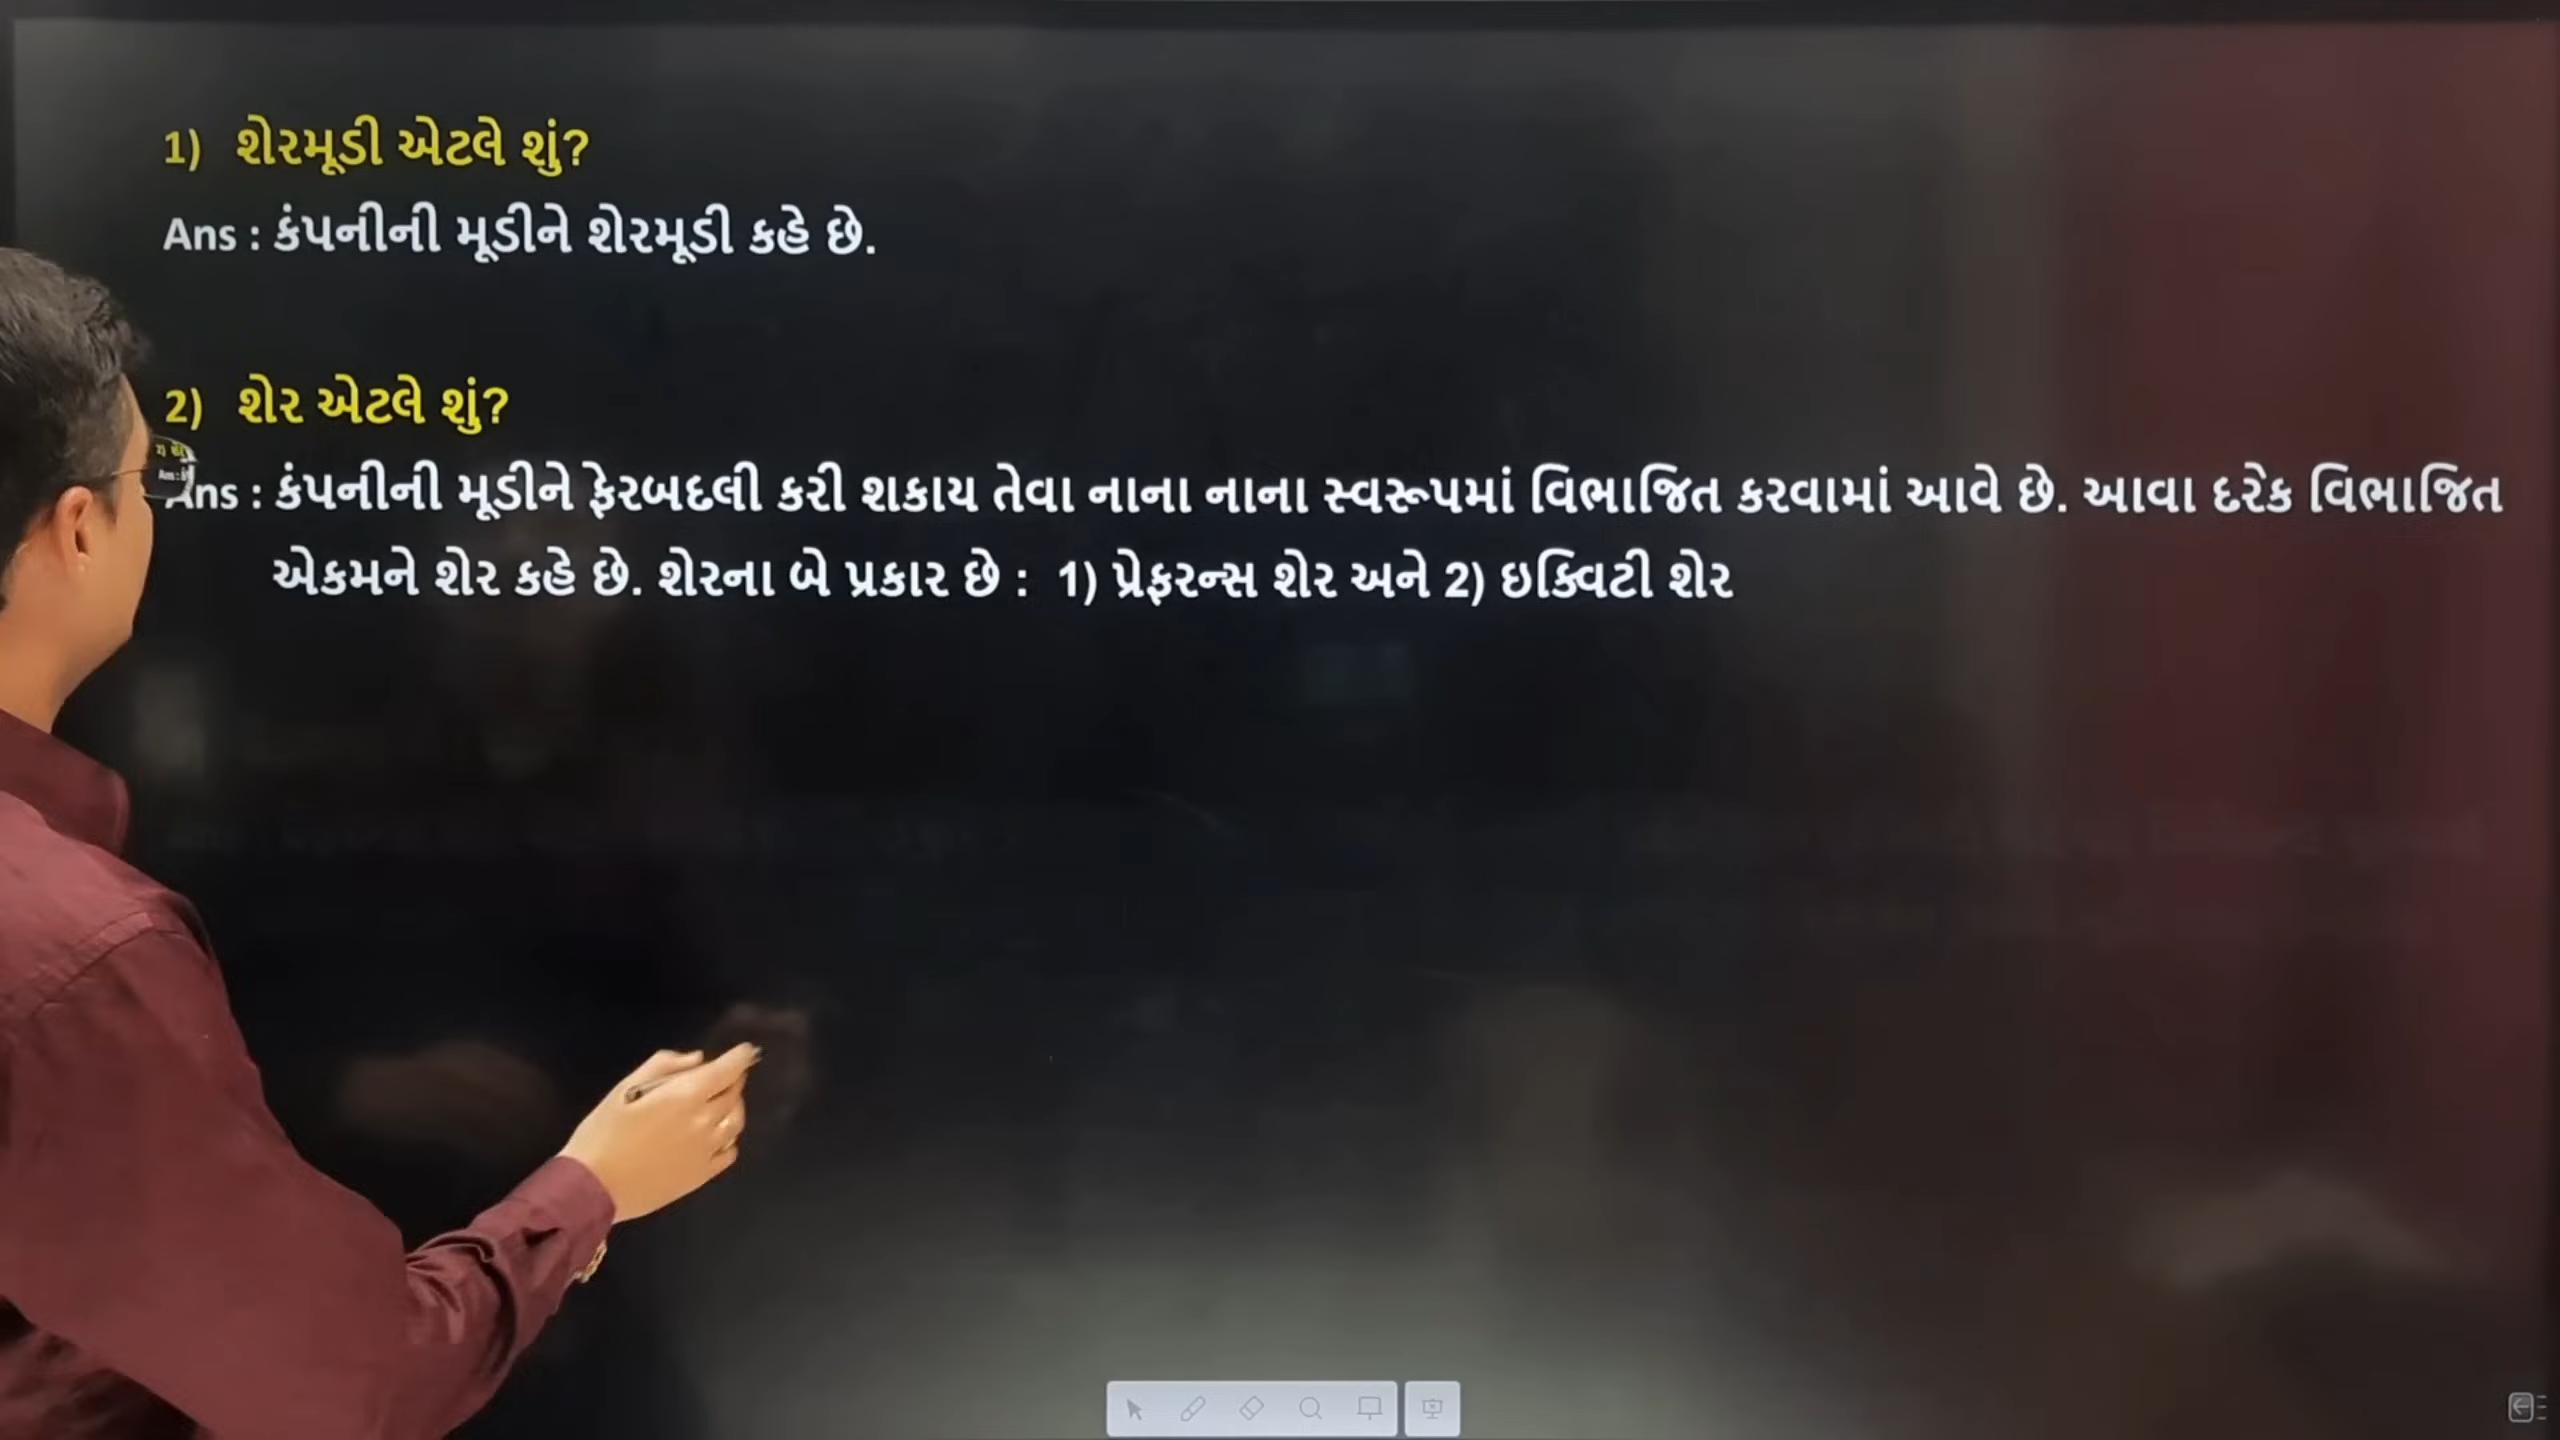 1) શેરમૂડી એટલે શું?
Ans : કંપનીની મૂડીને શેરમૂડી કહે છે.
2) શેર એટલે શું?
Ans : કંપનીની મૂડીને ફેરબદલી કરી શકાય તેવા નાના નાના સ્વરૂપમાં વિભાજિત કરવામાં આવે છે. આવા દરેક વિભાજિત
એકમને શેર કહે છે. શેરના બે પ્રકાર છે : 1) પ્રેફરન્સ શેર અને 2) ઇક્વિટી શેર